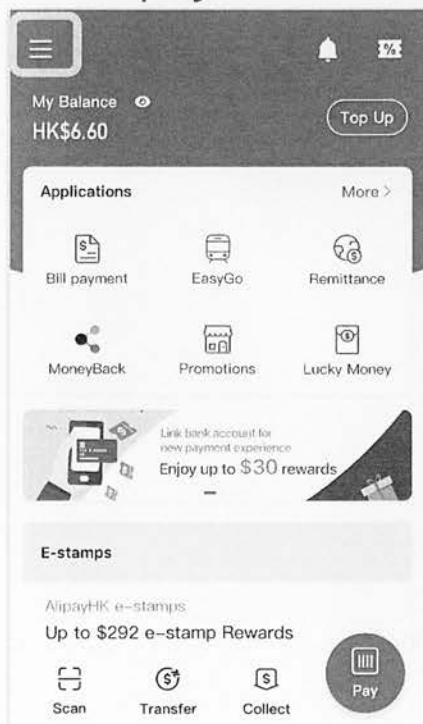 %
My Balance
HK$6.60
Top Up
Applications
More >
Bill payment
EasyGo
Remittance
MoneyBack
Promotions
Lucky Money
Link bank account for
new payment experience
Enjoy up to $30 rewards
E-stamps
AlipayHK e-stamps
Up to $292 e-stamp Rewards
Scan
Transfer
Collect
Pay